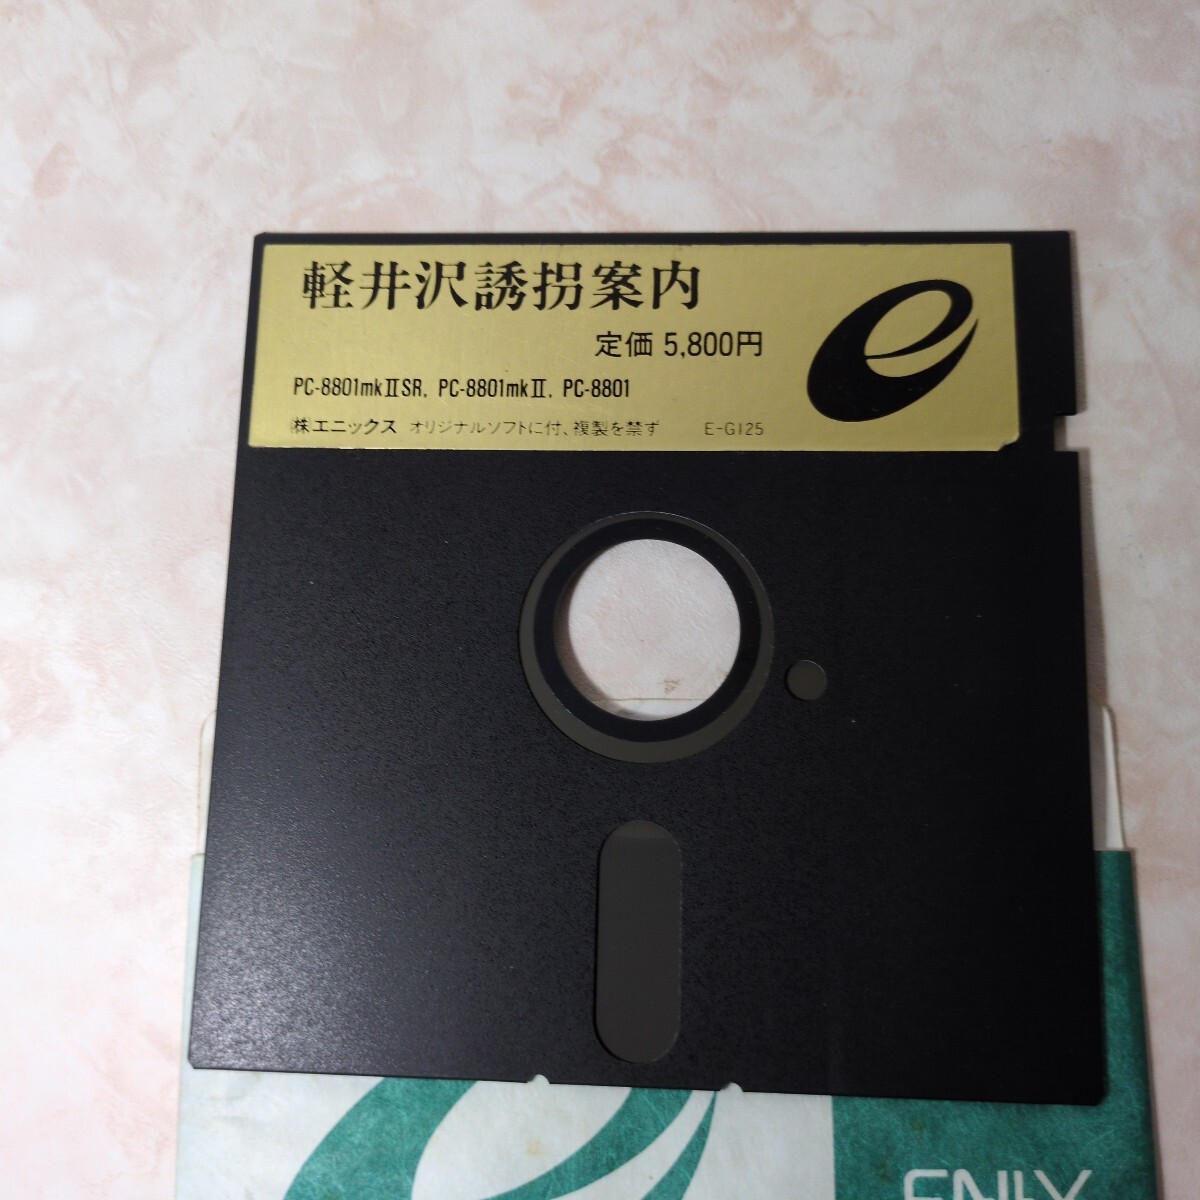 軽井沢誘拐案内
定価 5,800円
PC-8801mkⅡSR, PC-8801mkⅡ, PC-8801
㈱エニックス オリジナルソフトに付、複製を禁ず E-G125
e
ENIX